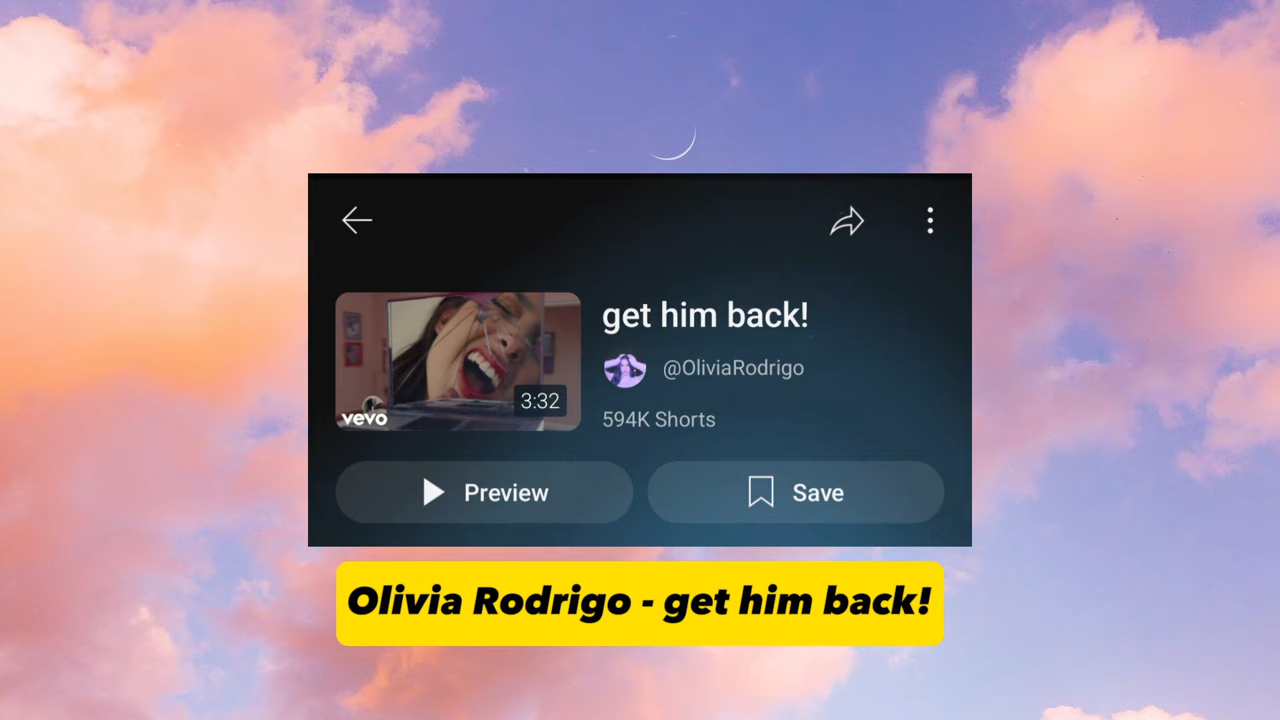 get him back!
@OliviaRodrigo
3:32
vevo
594K Shorts
Preview
Save
Olivia Rodrigo - get him back!